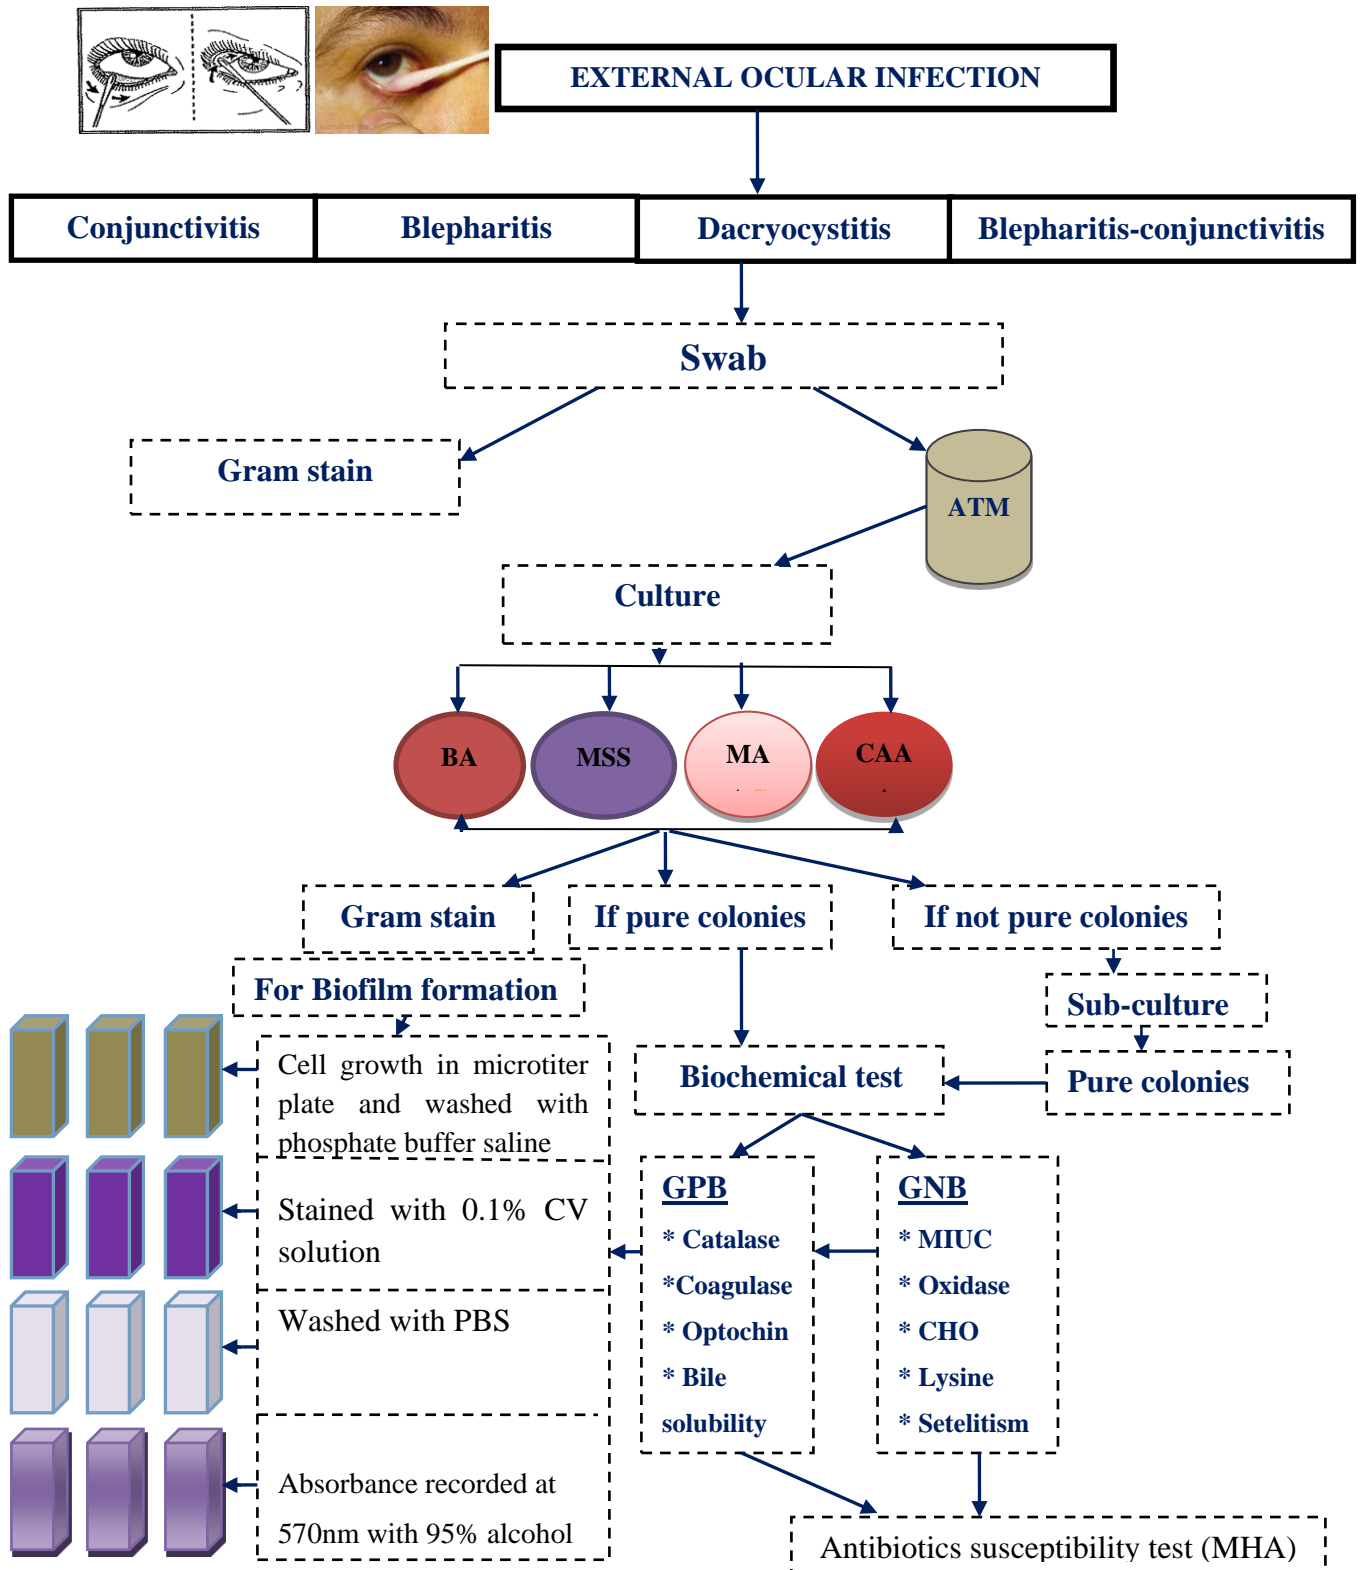 EXTERNAL OCULAR INFECTION
Conjunctivitis
Blepharitis
Dacryocystitis
Blepharitis-conjunctivitis
Swab
Gram stain
ATM
Culture
BA
MSS
MA
CAA
Gram stain
If pure colonies
If not pure colonies
For Biofilm formation
Sub-culture
Cell growth in microtiter
plate and washed with
phosphate buffer saline
Biochemical test
Pure colonies
Stained with 0.1% CV
solution
Washed with PBS
Absorbance recorded at
570nm with 95% alcohol
GPB
* Catalase
*Coagulase
* Optochin
* Bile
solubility
GNB
* MIUC
* Oxidase
* CHO
* Lysine
* Setelitism
Antibiotics susceptibility test (MHA)